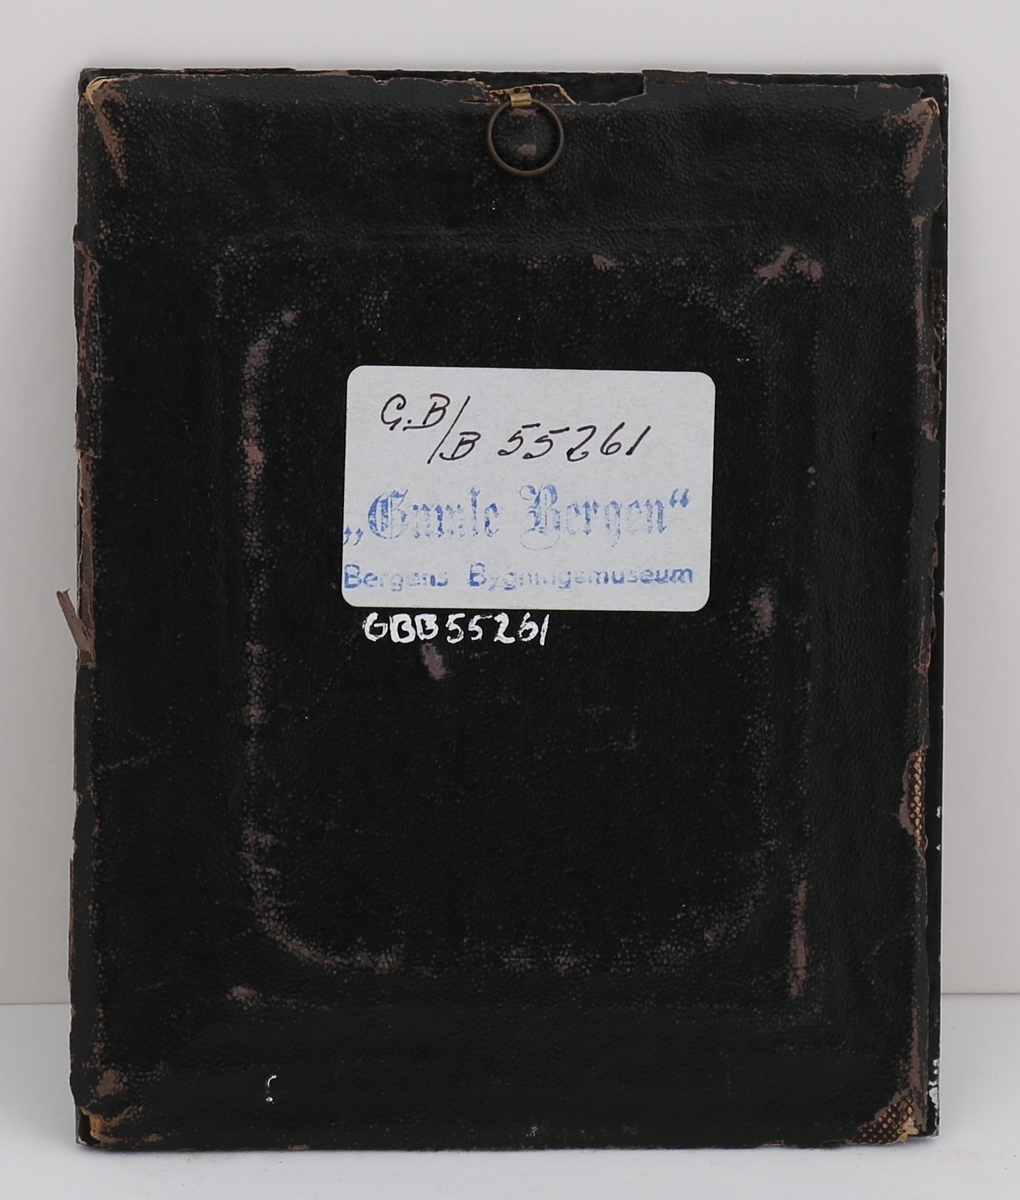 G.B/B 55261
„Gamle Bergen“
Bergens Bygningsmuseum
GBB55261